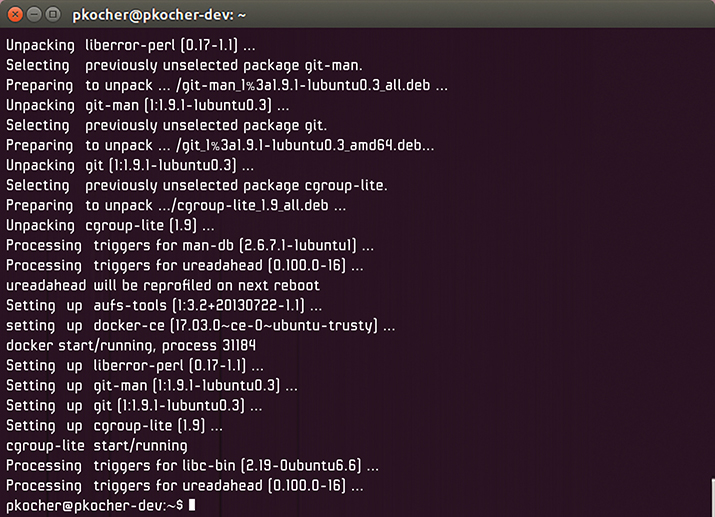 pkocher@pkocher-dev: ~
Unpacking liberror-perl (0.17-1.1) ...
Selecting previously unselected package git-man.
Preparing to unpack ... /git-man_1%3a1.9.1-1ubuntu0.3_all.deb ...
Unpacking git-man (1:1.9.1-1ubuntu0.3) ...
Selecting previously unselected package git.
Preparing to unpack ... /git_1%3a1.9.1-1ubuntu0.3_amd64.deb...
Unpacking git (1:1.9.1-1ubuntu0.3) ...
Selecting previously unselected package cgroup-lite.
Preparing to unpack .../cgroup-lite_1.9_all.deb ...
Unpacking cgroup-lite (1.9) ...
Processing triggers for man-db (2.6.7.1-1ubuntu1) ...
Processing triggers for ureadahead (0.100.0-16) ...
ureadahead will be reprofiled on next reboot
Setting up aufs-tools (1:3.2+20130722-1.1) ...
setting up docker-ce (17.03.0~ce-0~ubuntu-trusty) ...
docker start/running, process 31184
Setting up liberror-perl (0.17-1.1) ...
Setting up git-man (1:1.9.1-1ubuntu0.3) ...
Setting up git (1:1.9.1-1ubuntu0.3) ...
Setting up cgroup-lite (1.9) ...
cgroup-lite start/running
Processing triggers for libc-bin (2.19-0ubuntu6.6) ...
Processing triggers for ureadahead (0.100.0-16) ...
pkocher@pkocher-dev:~$